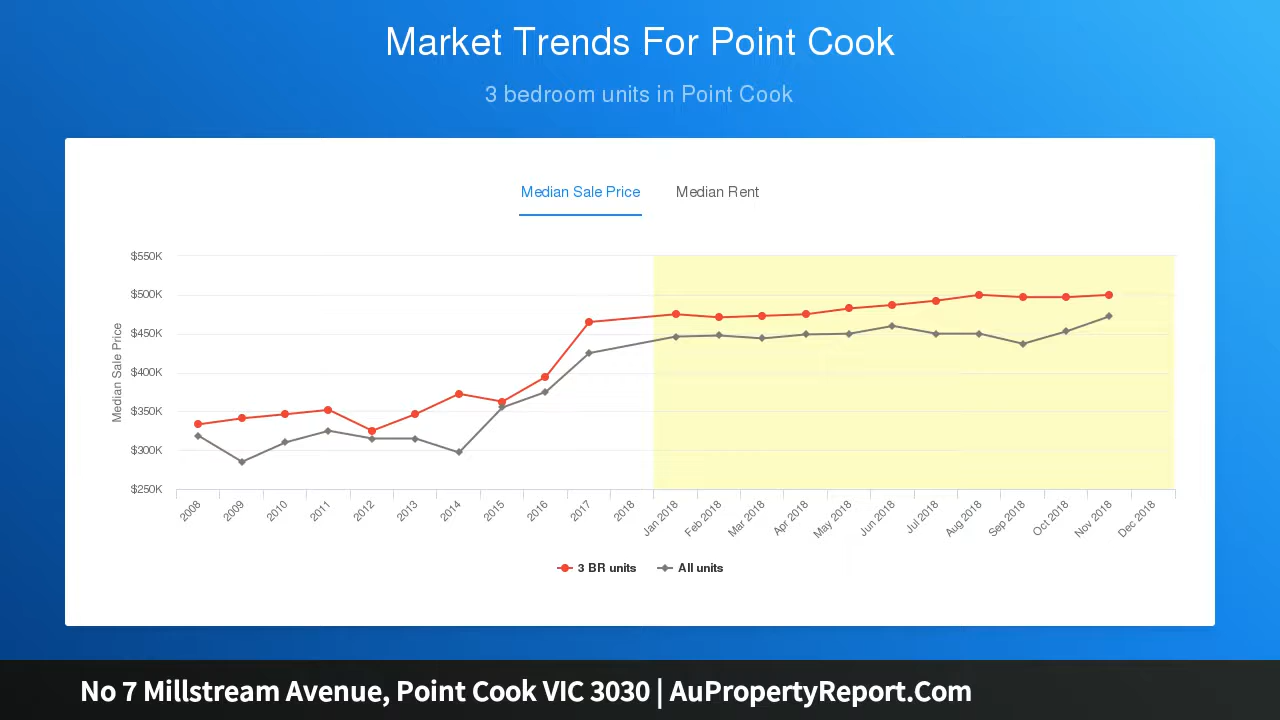 Market Trends For Point Cook
3 bedroom units in Point Cook
Median Sale Price Median Rent
$550K
$500K
$450K
$400K
$350K
$300K
$250K
Median Sale Price
2008 2009 2010 2011 2012 2013 2014 2015 2016 2017 2018 Jan 2018 Feb 2018 Mar 2018 Apr 2018 May 2018 Jun 2018 Jul 2018 Aug 2018 Sep 2018 Oct 2018 Nov 2018 Dec 2018
3 BR units All units
No 7 Millstream Avenue, Point Cook VIC 3030 | AuPropertyReport.Com